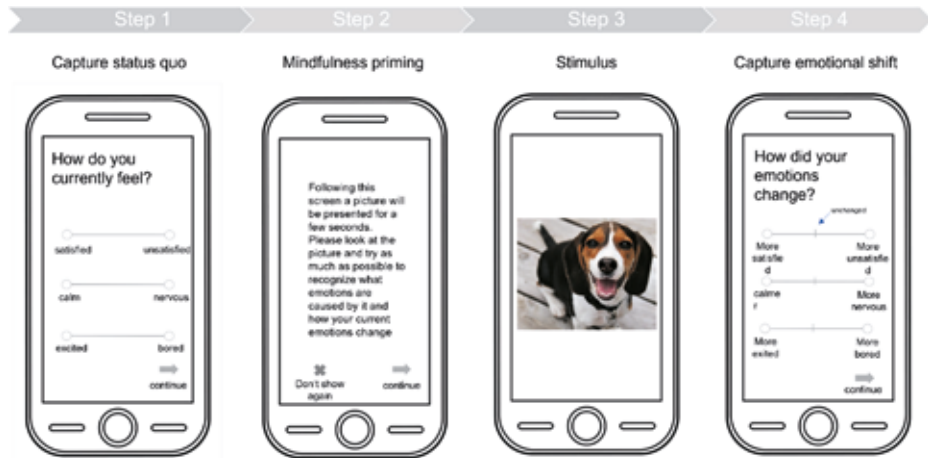 Step 1
Step 2
Step 3
Step 4
Capture status quo
Mindfulness priming
Stimulus
Capture emotional shift
How do you
currently feel?
satisfied
unsatisfied
calm
nervous
excited
bored
continue
Following this
screen a picture will
be presented for a
few seconds.
Please look at the
picture and try as
much as possible to
recognize what
emotions are
caused by it and
how your current
emotions change
Don't show
again
continue
How did your
emotions
change?
unchanged
More
satisfie
d
More
unsatisfie
d
calme
r
More
nervous
More
exited
More
bored
continue